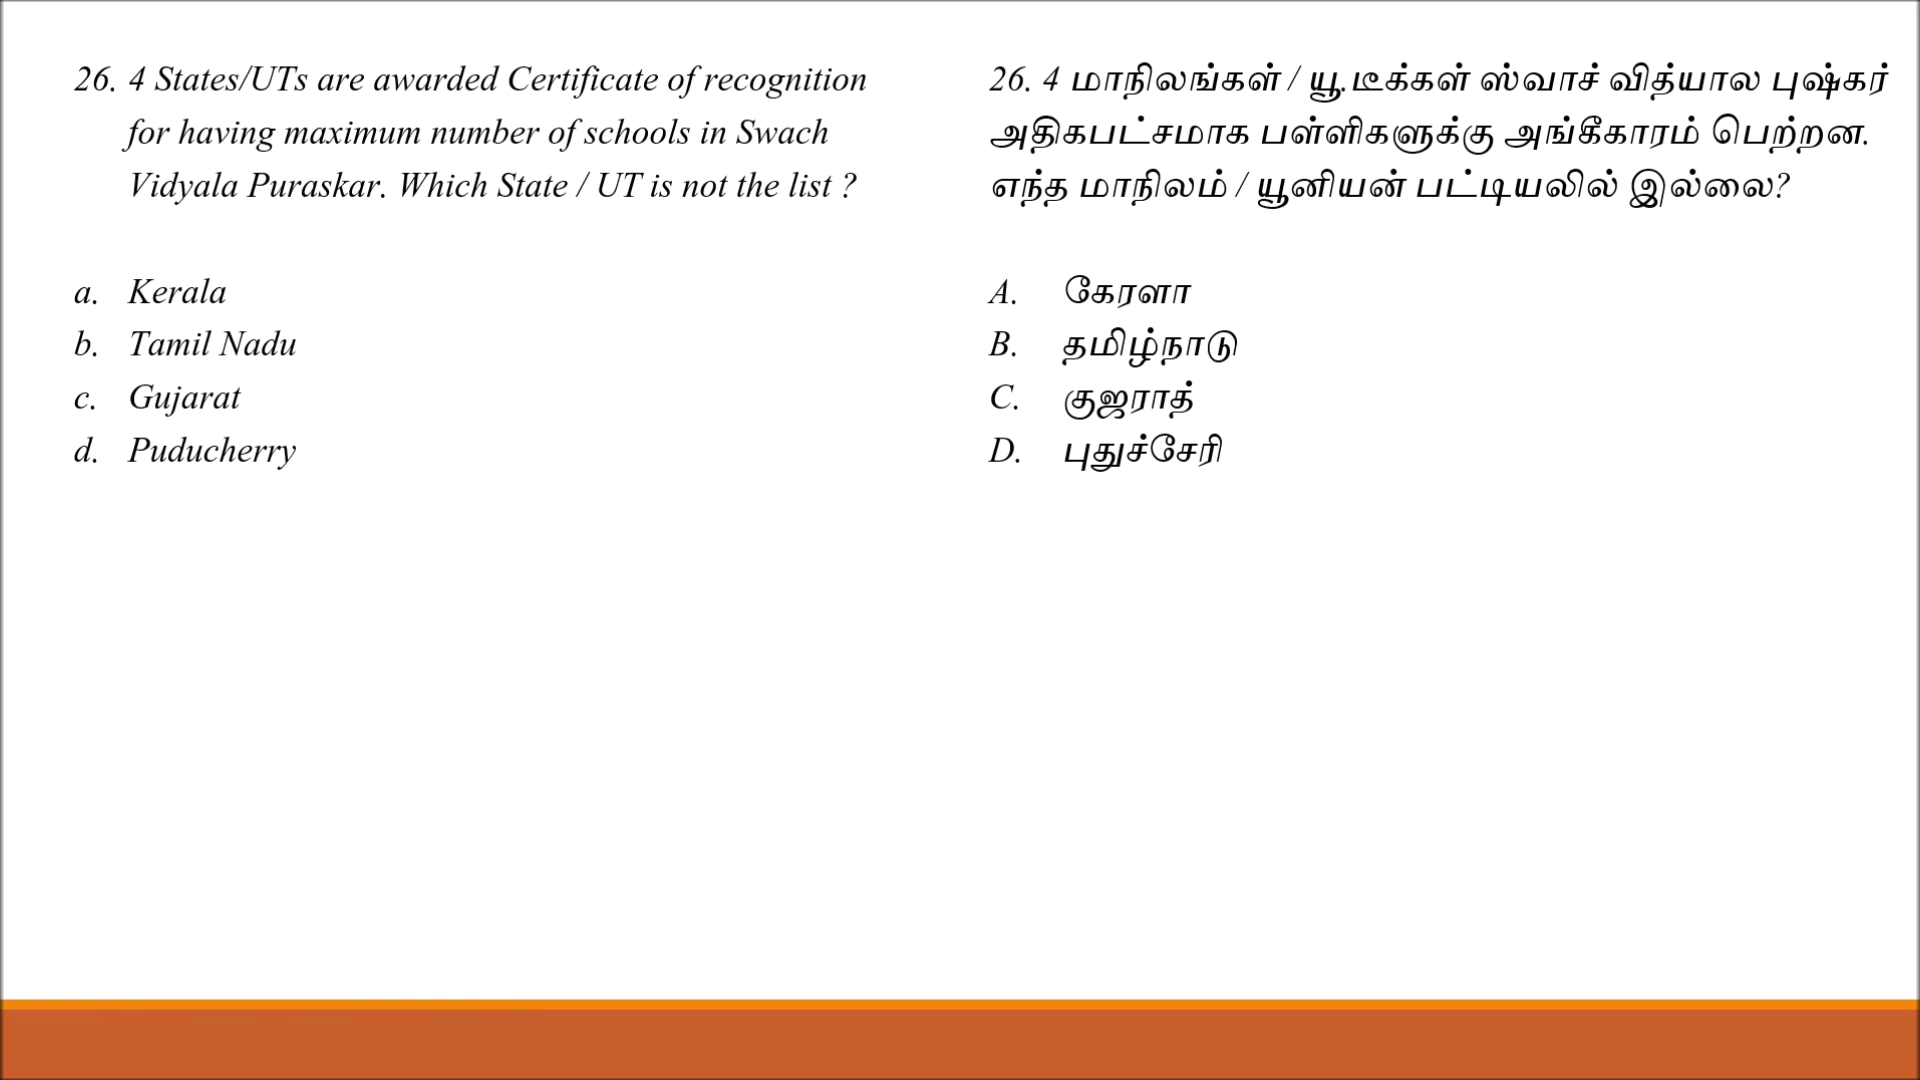 26. 4 States/UTs are awarded Certificate of recognition
for having maximum number of schools in Swach
Vidyala Puraskar. Which State / UT is not the list ?
a. Kerala
b. Tamil Nadu
c. Gujarat
d. Puducherry
26. 4 மாநிலங்கள் / யூ.டீக்கள் ஸ்வாச் வித்யால புஷ்கர்
அதிகபட்சமாக பள்ளிகளுக்கு அங்கீகாரம் பெற்றன.
எந்த மாநிலம் / யூனியன் பட்டியலில் இல்லை?
A. கேரளா
B. தமிழ்நாடு
C. குஜராத்
D. புதுச்சேரி